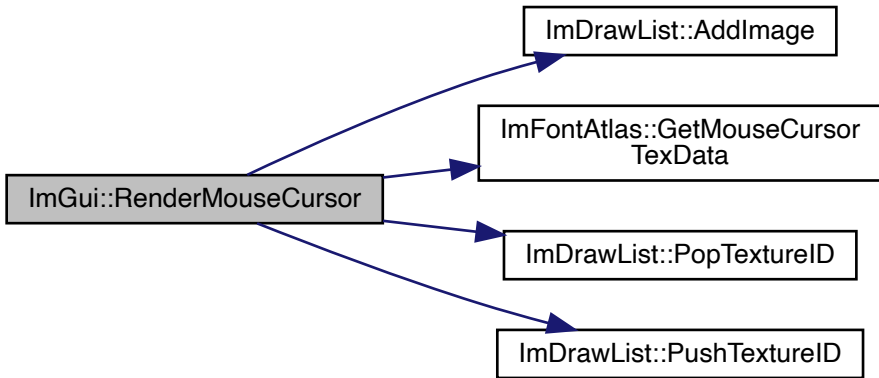 ImDrawList::AddImage
ImFontAtlas::GetMouseCursor
TexData
ImGui::RenderMouseCursor
ImDrawList::PopTextureID
ImDrawList::PushTextureID